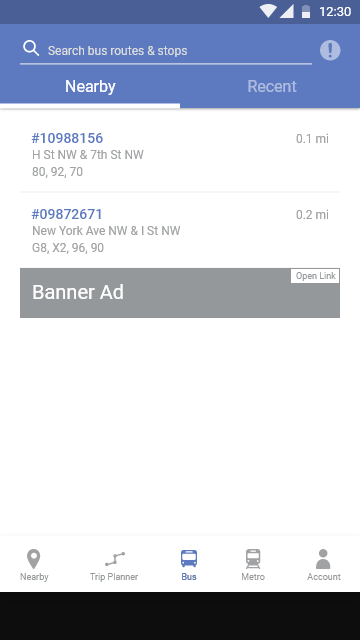 12:30
Search bus routes & stops
Nearby Recent
#10988156 0.1 mi
H St NW & 7th St NW
80, 92, 70
#09872671 0.2 mi
New York Ave NW & I St NW
G8, X2, 96, 90
Open Link
Banner Ad
Nearby Trip Planner Bus Metro Account